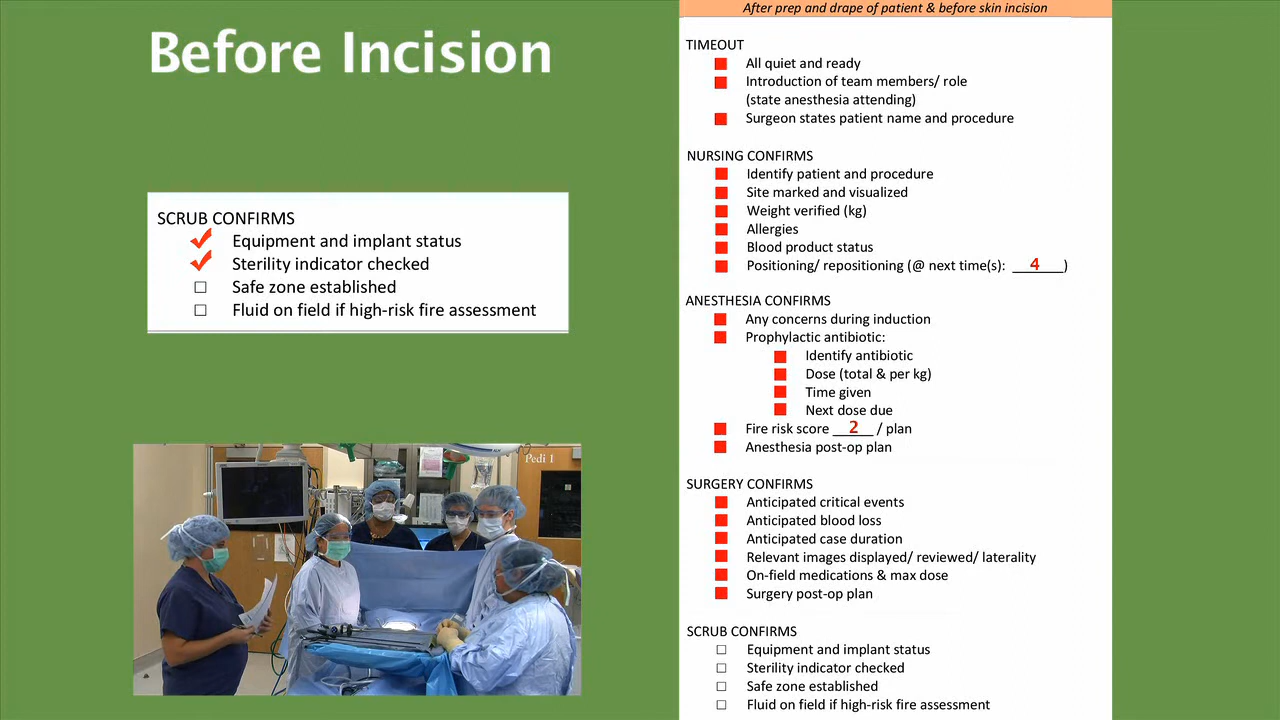 Before Incision
SCRUB CONFIRMS
Equipment and implant status
Sterility indicator checked
Safe zone established
Fluid on field if high-risk fire assessment
Pedi 1
After prep and drape of patient & before skin incision
TIMEOUT
All quiet and ready
Introduction of team members/ role
(state anesthesia attending)
Surgeon states patient name and procedure
NURSING CONFIRMS
Identify patient and procedure
Site marked and visualized
Weight verified (kg)
Allergies
Blood product status
Positioning/ repositioning (@ next time(s): ___4___)
ANESTHESIA CONFIRMS
Any concerns during induction
Prophylactic antibiotic:
Identify antibiotic
Dose (total & per kg)
Time given
Next dose due
Fire risk score __2__ / plan
Anesthesia post-op plan
SURGERY CONFIRMS
Anticipated critical events
Anticipated blood loss
Anticipated case duration
Relevant images displayed/ reviewed/ laterality
On-field medications & max dose
Surgery post-op plan
SCRUB CONFIRMS
Equipment and implant status
Sterility indicator checked
Safe zone established
Fluid on field if high-risk fire assessment